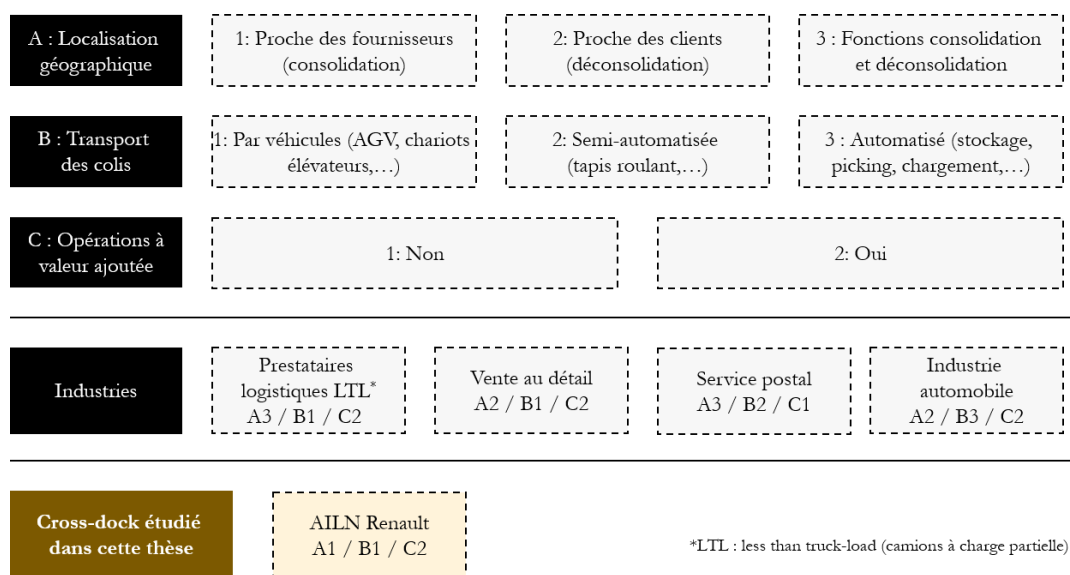 A : Localisation
géographique
1: Proche des fournisseurs
(consolidation)
2: Proche des clients
(déconsolidation)
3 : Fonctions consolidation
et déconsolidation
B : Transport
des colis
1: Par véhicules (AGV, chariots
élévateurs,…)
2: Semi-automatisée
(tapis roulant,…)
3 : Automatisé (stockage,
picking, chargement,…)
C : Opérations à
valeur ajoutée
1: Non
2: Oui
Industries
Prestataires
logistiques LTL*
A3 / B1 / C2
Vente au détail
A2 / B1 / C2
Service postal
A3 / B2 / C1
Industrie
automobile
A2 / B3 / C2
Cross-dock étudié
dans cette thèse
AILN Renault
A1 / B1 / C2
*LTL : less than truck-load (camions à charge partielle)